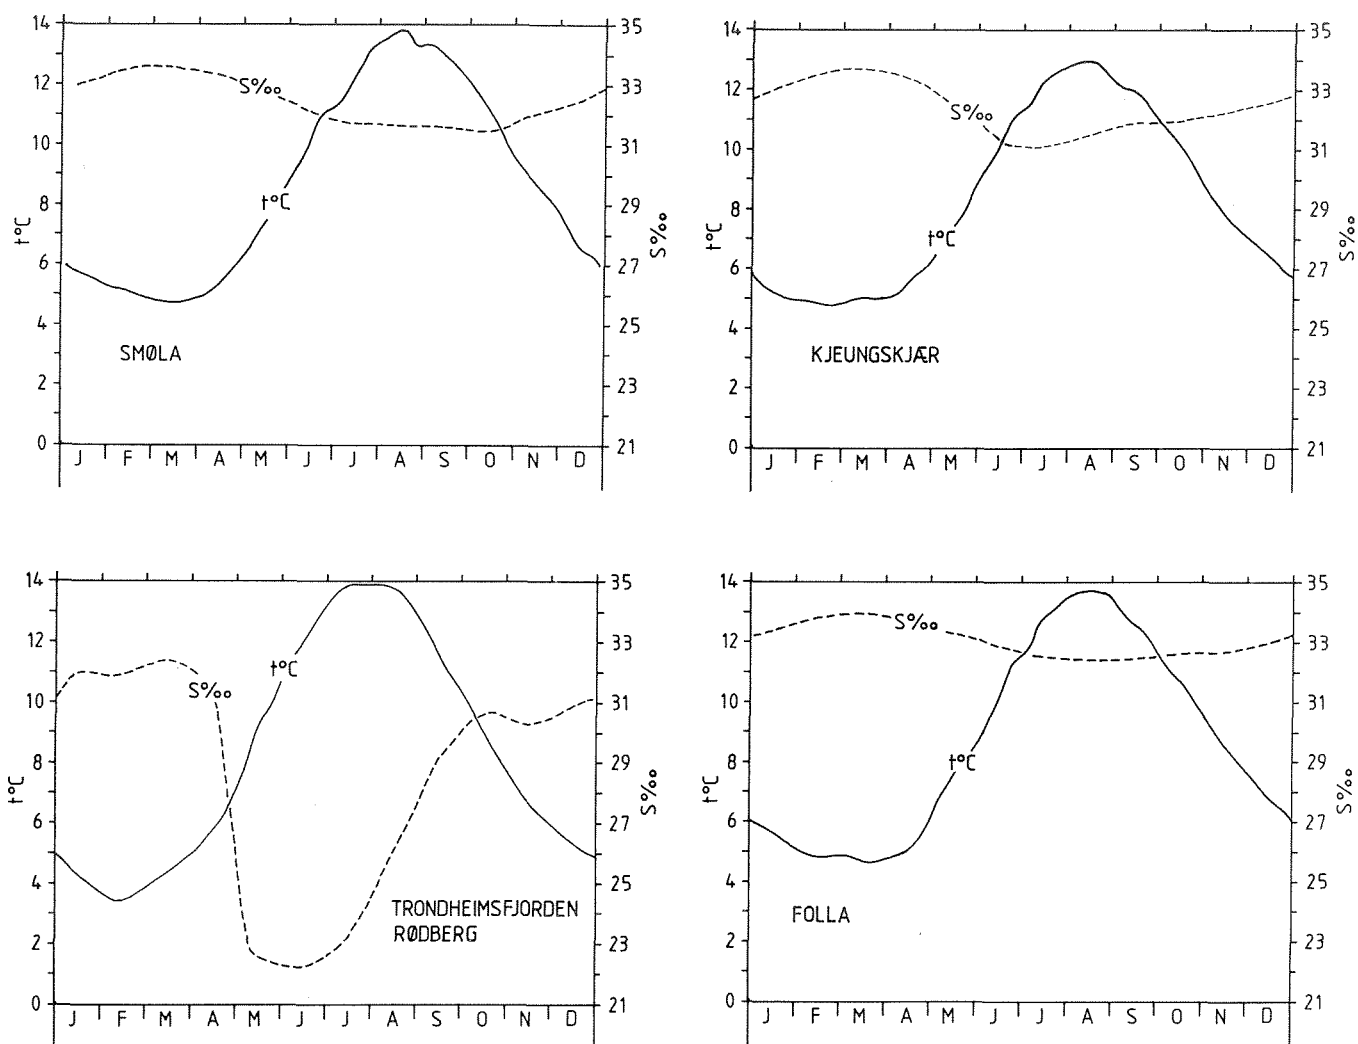 14
12
10
8
6
4
2
0
t°C
35
33
31
29
27
25
23
21
S‰
S‰
t°C
SMØLA
J F M A M J J A S O N D
14
12
10
8
6
4
2
0
t°C
35
33
31
29
27
25
23
21
S‰
S‰
t°C
KJEUNGSKJÆR
J F M A M J J A S O N D
14
12
10
8
6
4
2
0
t°C
35
33
31
29
27
25
23
21
S‰
t°C
S‰
TRONDHEIMSFJORDEN
RØDBERG
J F M A M J J A S O N D
14
12
10
8
6
4
2
0
t°C
35
33
31
29
27
25
23
21
S‰
S‰
t°C
FOLLA
J F M A M J J A S O N D